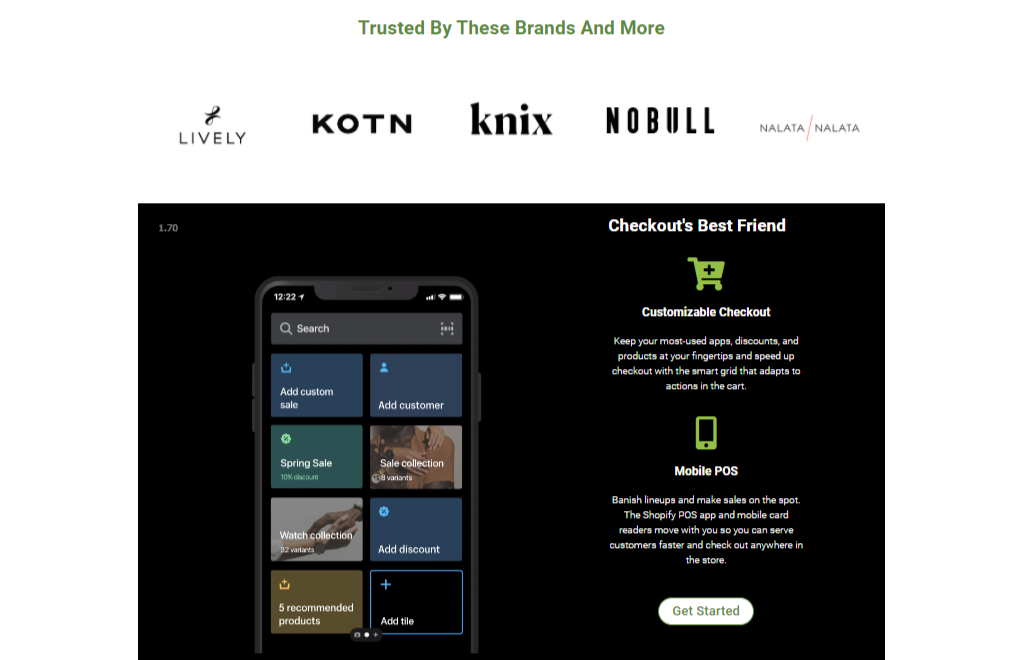 Trusted By These Brands And More
LIVELY
KOTN
knix
NOBULL
NALATA / NALATA
1.70
12:22
Search
Add custom
sale
Add customer
Spring Sale
10% discount
Sale collection
8 variants
Watch collection
32 variants
Add discount
5 recommended
products
Add tile
Checkout's Best Friend
Customizable Checkout
Keep your most-used apps, discounts, and
products at your fingertips and speed up
checkout with the smart grid that adapts to
actions in the cart.
Mobile POS
Banish lineups and make sales on the spot.
The Shopify POS app and mobile card
readers move with you so you can serve
customers faster and check out anywhere in
the store.
Get Started